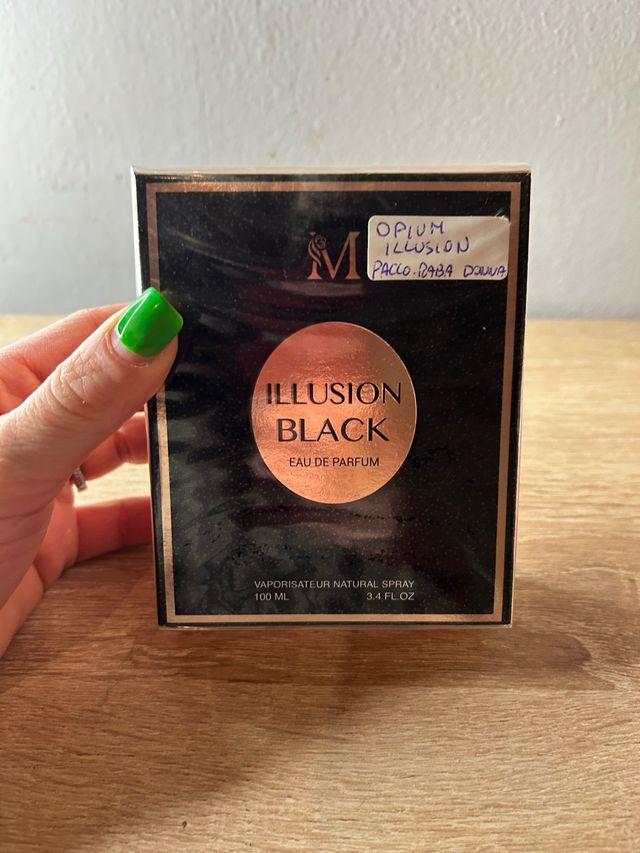 M
OPIUM
ILLUSION
PACCO.RABA DONNA
ILLUSION
BLACK
EAU DE PARFUM
VAPORISATEUR NATURAL SPRAY
100 ML 3.4 FL.OZ